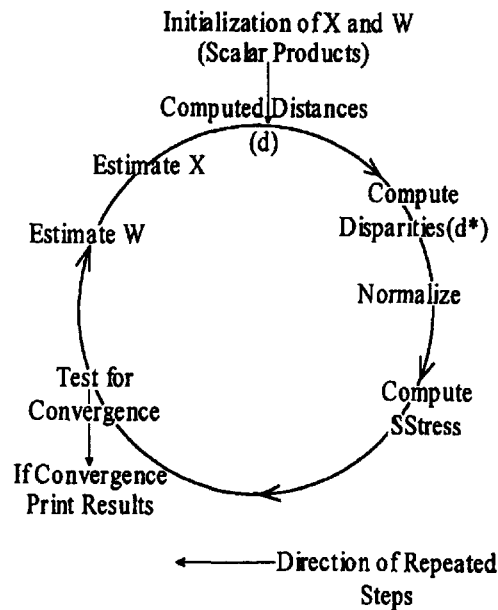 Initialization of X and W
(Scalar Products)
Computed Distances
(d)
Estimate X
Compute
Disparities(d*)
Estimate W
Normalize
Test for
Convergence
Compute
SStress
If Convergence
Print Results
Direction of Repeated
Steps